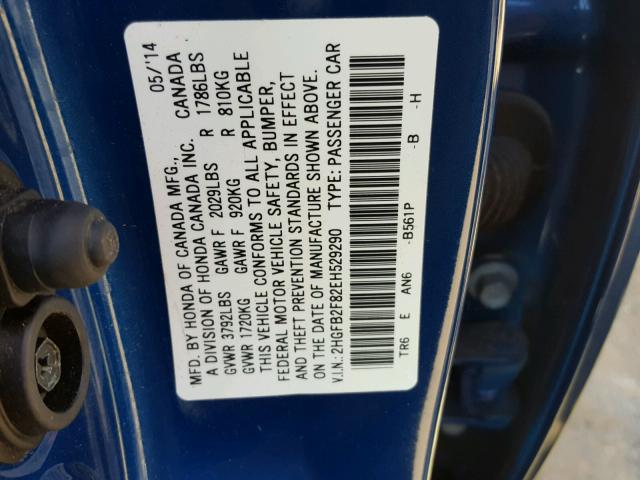 MFD. BY HONDA OF CANADA MFG., 05/'14
A DIVISION OF HONDA CANADA INC. CANADA
GVWR 3792LBS GAWR F 2029LBS R 1786LBS
GVWR 1720KG GAWR F 920KG R 810KG
THIS VEHICLE CONFORMS TO ALL APPLICABLE
FEDERAL MOTOR VEHICLE SAFETY, BUMPER,
AND THEFT PREVENTION STANDARDS IN EFFECT
ON THE DATE OF MANUFACTURE SHOWN ABOVE.
V.I.N.: 2HGFB2F82EH529290 TYPE: PASSENGER CAR
TR6 E AN6 -B561P -B -H